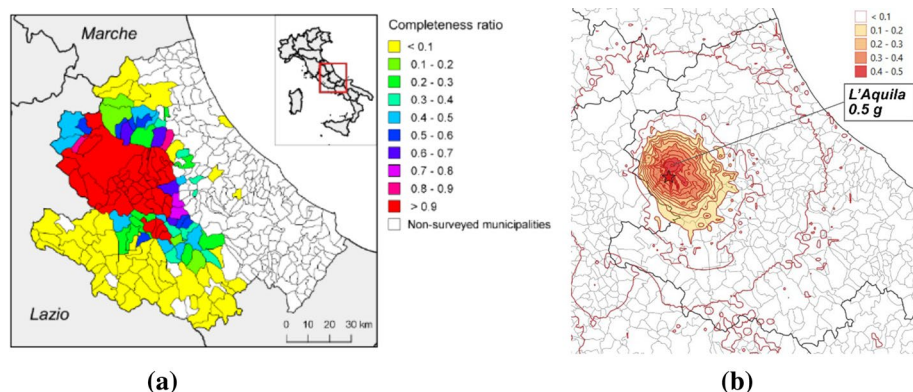 Marche
Lazio
Completeness ratio
< 0.1
0.1 - 0.2
0.2 - 0.3
0.3 - 0.4
0.4 - 0.5
0.5 - 0.6
0.6 - 0.7
0.7 - 0.8
0.8 - 0.9
> 0.9
Non-surveyed municipalities
0 10 20 30 km
(a)
< 0.1
0.1 - 0.2
0.2 - 0.3
0.3 - 0.4
0.4 - 0.5
L'Aquila
0.5 g
(b)